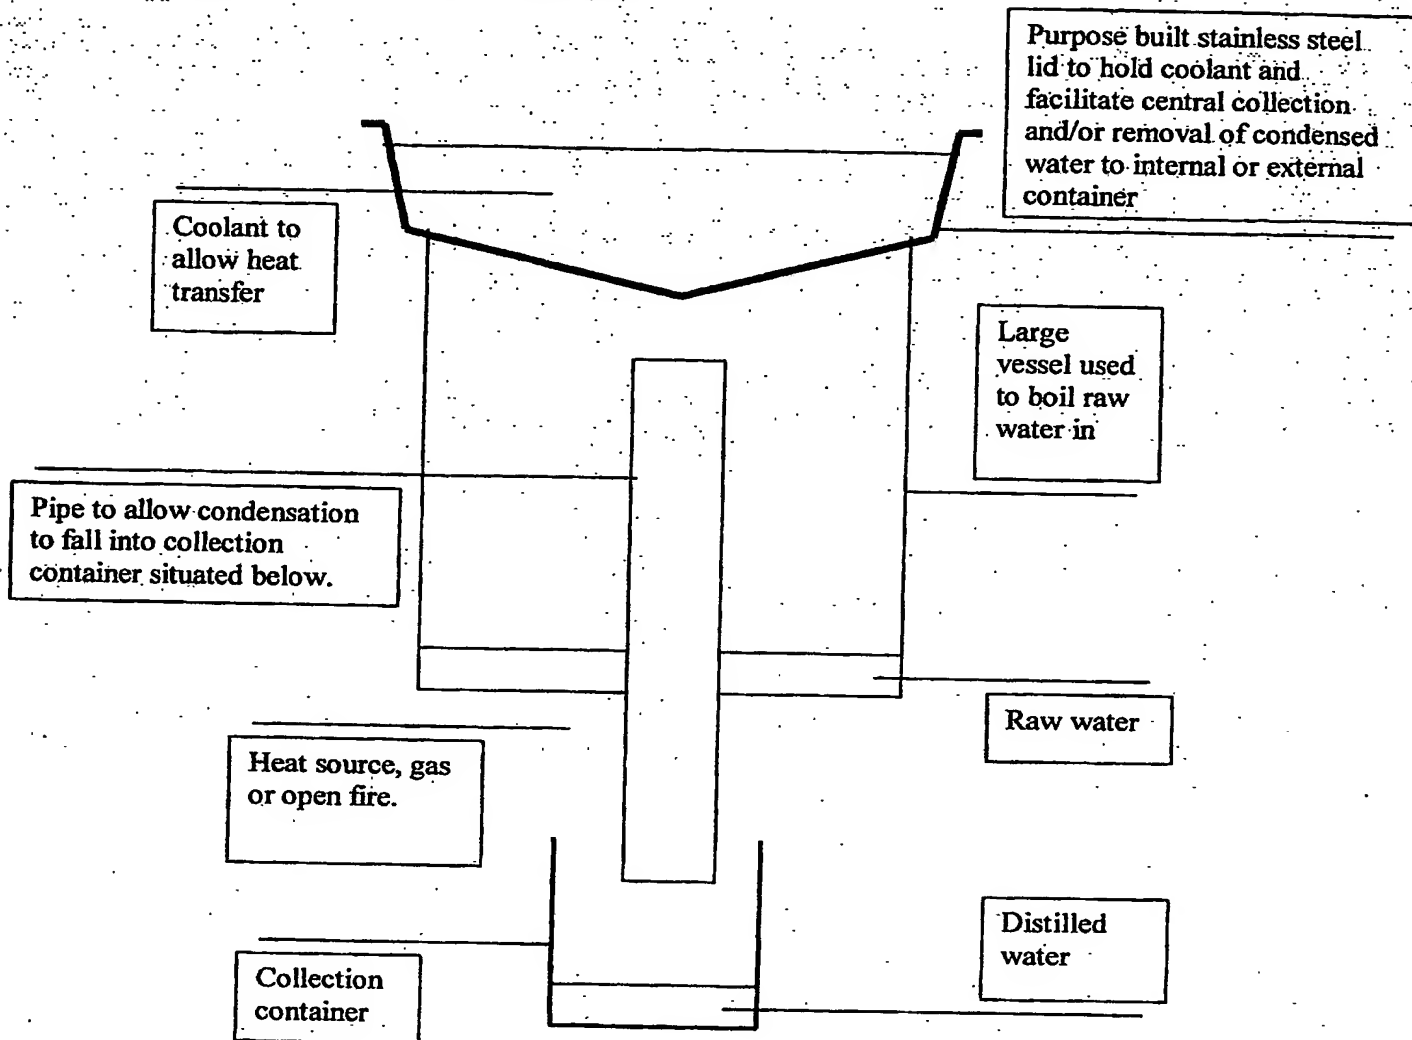 Purpose built stainless steel
lid to hold coolant and
facilitate central collection
and/or removal of condensed
water to internal or external
container
Coolant to
allow heat
transfer
Large
vessel used
to boil raw
water in
Pipe to allow condensation
to fall into collection
container situated below.
Raw water
Heat source, gas
or open fire.
Distilled
water
Collection
container